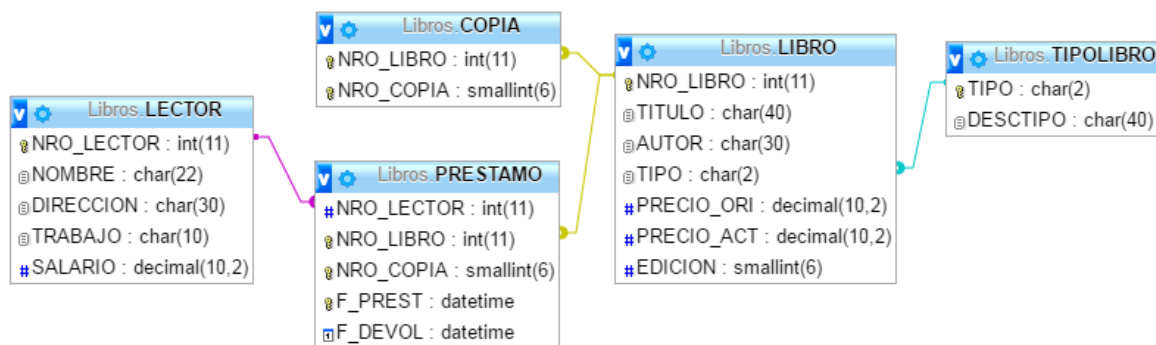 Libros.LECTOR
NRO_LECTOR : int(11)
NOMBRE : char(22)
DIRECCION : char(30)
TRABAJO : char(10)
SALARIO : decimal(10,2)
Libros.COPIA
NRO_LIBRO : int(11)
NRO_COPIA : smallint(6)
Libros.PRESTAMO
NRO_LECTOR : int(11)
NRO_LIBRO : int(11)
NRO_COPIA : smallint(6)
F_PREST : datetime
F_DEVOL : datetime
Libros.LIBRO
NRO_LIBRO : int(11)
TITULO : char(40)
AUTOR : char(30)
TIPO : char(2)
PRECIO_ORI : decimal(10,2)
PRECIO_ACT : decimal(10,2)
EDICION : smallint(6)
Libros.TIPOLIBRO
TIPO : char(2)
DESCTIPO : char(40)